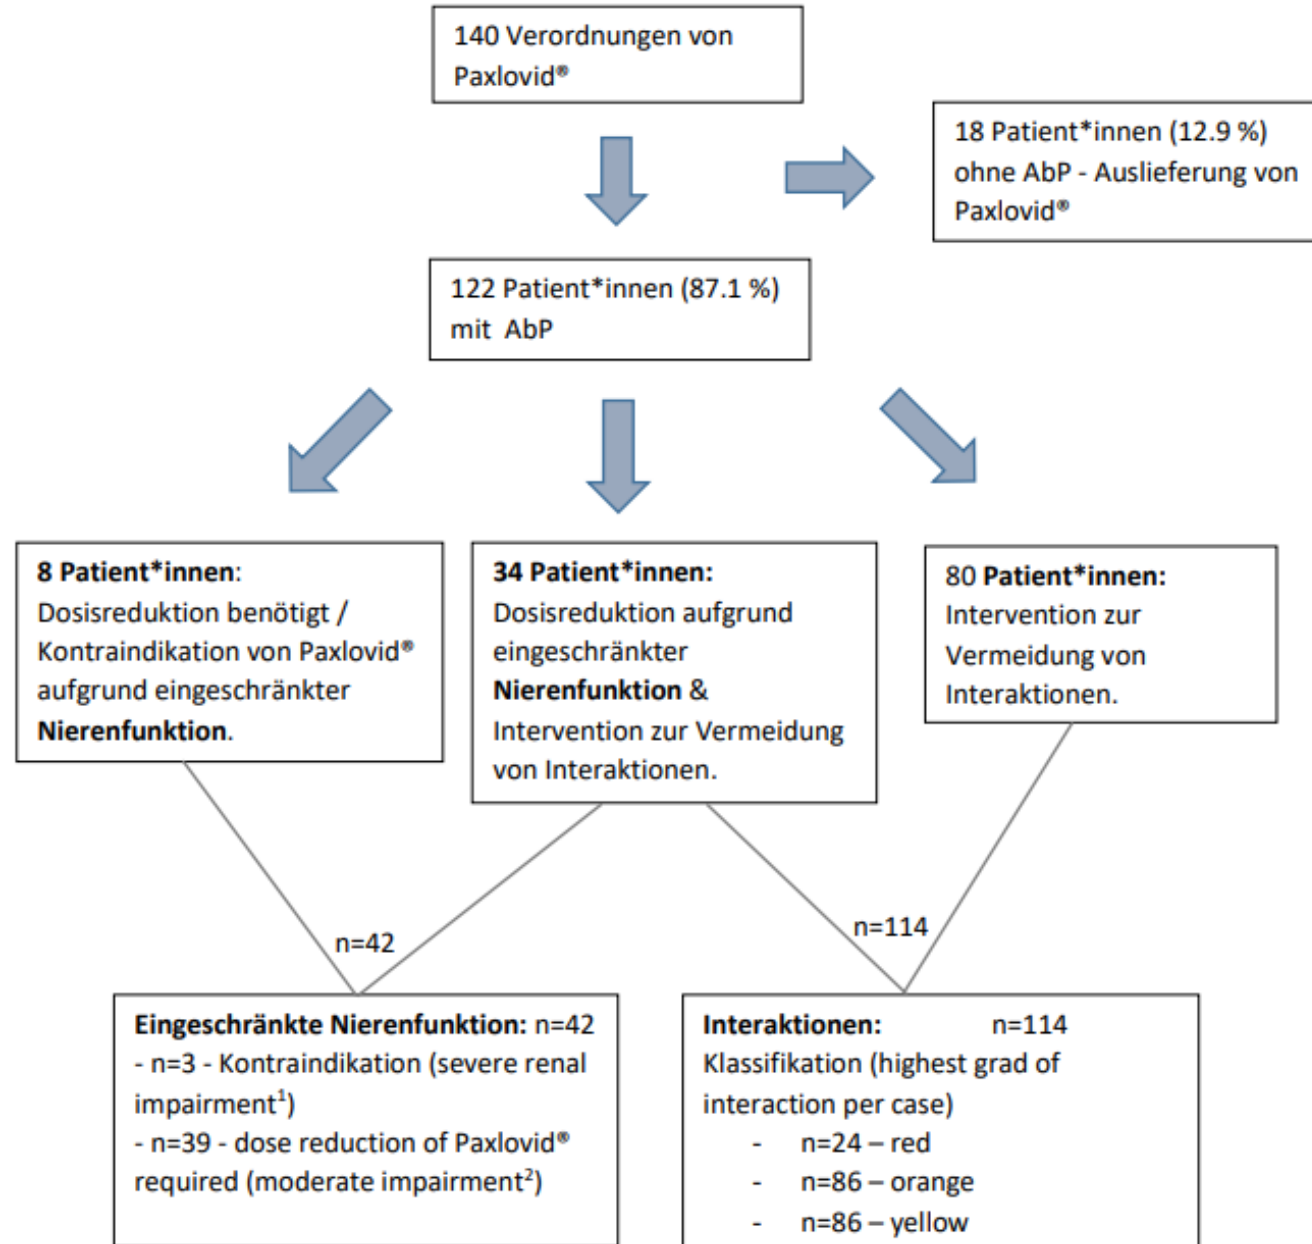 140 Verordnungen von
Paxlovid®
18 Patient*innen (12.9 %)
ohne AbP - Auslieferung von
Paxlovid®
122 Patient*innen (87.1 %)
mit AbP
8 Patient*innen:
Dosisreduktion benötigt /
Kontraindikation von Paxlovid®
aufgrund eingeschränkter
Nierenfunktion.
34 Patient*innen:
Dosisreduktion aufgrund
eingeschränkter
Nierenfunktion &
Intervention zur Vermeidung
von Interaktionen.
80 Patient*innen:
Intervention zur
Vermeidung von
Interaktionen.
n=42
n=114
Eingeschränkte Nierenfunktion: n=42
- n=3 - Kontraindikation (severe renal
impairment¹)
- n=39 - dose reduction of Paxlovid®
required (moderate impairment²)
Interaktionen: n=114
Klassifikation (highest grad of
interaction per case)
- n=24 – red
- n=86 – orange
- n=86 – yellow